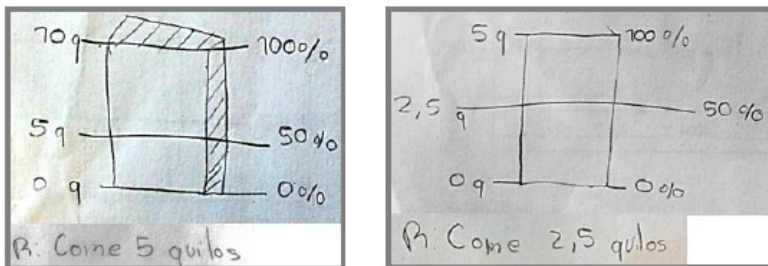 10 q 100%
5 q 50%
0 q 0%
R: Come 5 quilos
5 q 100%
2,5 q 50%
0 q 0%
R: Come 2,5 quilos